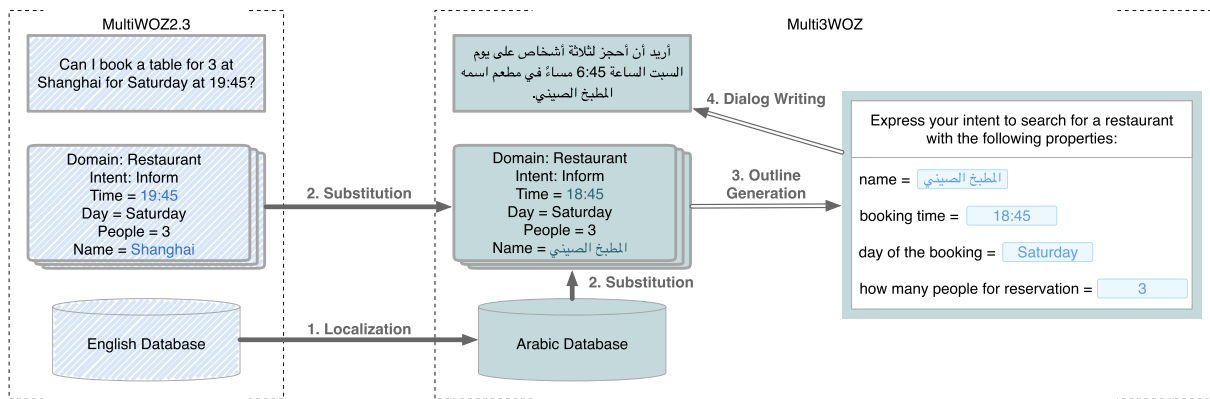 MultiWOZ2.3
Can I book a table for 3 at
Shanghai for Saturday at 19:45?
Domain: Restaurant
Intent: Inform
Time = 19:45
Day = Saturday
People = 3
Name = Shanghai
English Database
1. Localization
2. Substitution
Multi3WOZ
أريد أن أحجز لثلاثة أشخاص على يوم
السبت الساعة 6:45 مساءً في مطعم اسمه
المطبخ الصيني.
Domain: Restaurant
Intent: Inform
Time = 18:45
Day = Saturday
People = 3
Name = المطبخ الصيني
2. Substitution
Arabic Database
3. Outline
Generation
4. Dialog Writing
Express your intent to search for a restaurant
with the following properties:
name = المطبخ الصيني
booking time = 18:45
day of the booking = Saturday
how many people for reservation = 3